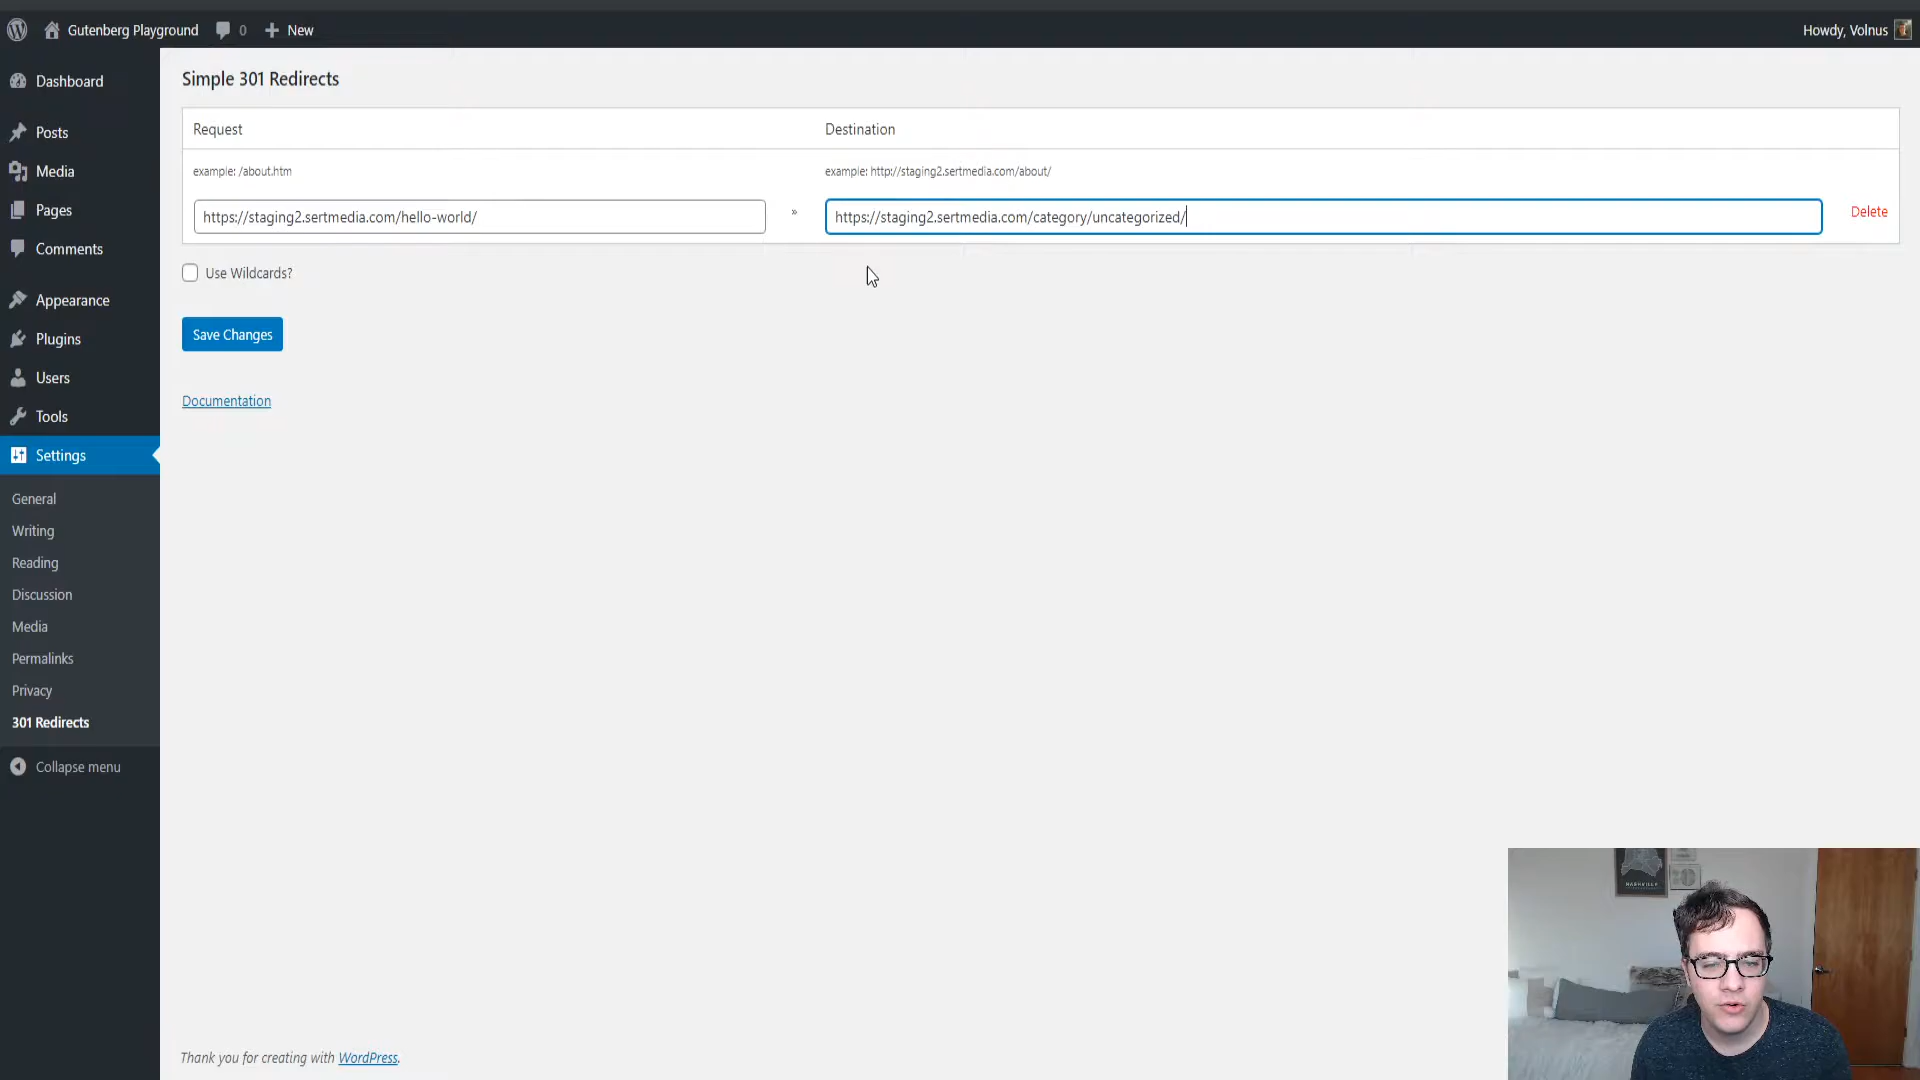 Gutenberg Playground 0 New Howdy, Volnus
Dashboard
Posts
Media
Pages
Comments
Appearance
Plugins
Users
Tools
Settings
General
Writing
Reading
Discussion
Media
Permalinks
Privacy
301 Redirects
Collapse menu
Simple 301 Redirects
Request Destination
example: /about.htm example: http://staging2.sertmedia.com/about/
https://staging2.sertmedia.com/hello-world/ » https://staging2.sertmedia.com/category/uncategorized/ Delete
Use Wildcards?
Save Changes
Documentation
Thank you for creating with WordPress.
NASHVILLE